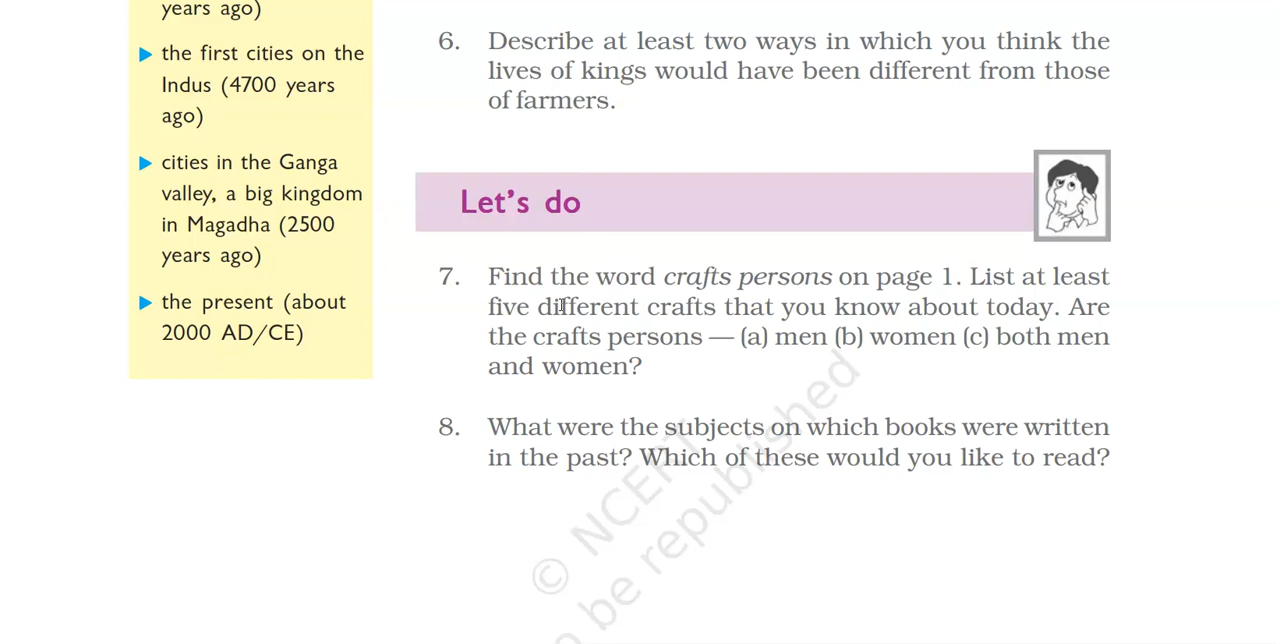 years ago)
▶ the first cities on the
Indus (4700 years
ago)
▶ cities in the Ganga
valley, a big kingdom
in Magadha (2500
years ago)
▶ the present (about
2000 AD/CE)
6. Describe at least two ways in which you think the
lives of kings would have been different from those
of farmers.
Let's do
7. Find the word crafts persons on page 1. List at least
five different crafts that you know about today. Are
the crafts persons — (a) men (b) women (c) both men
and women?
8. What were the subjects on which books were written
in the past? Which of these would you like to read?
© NCERT
be republished